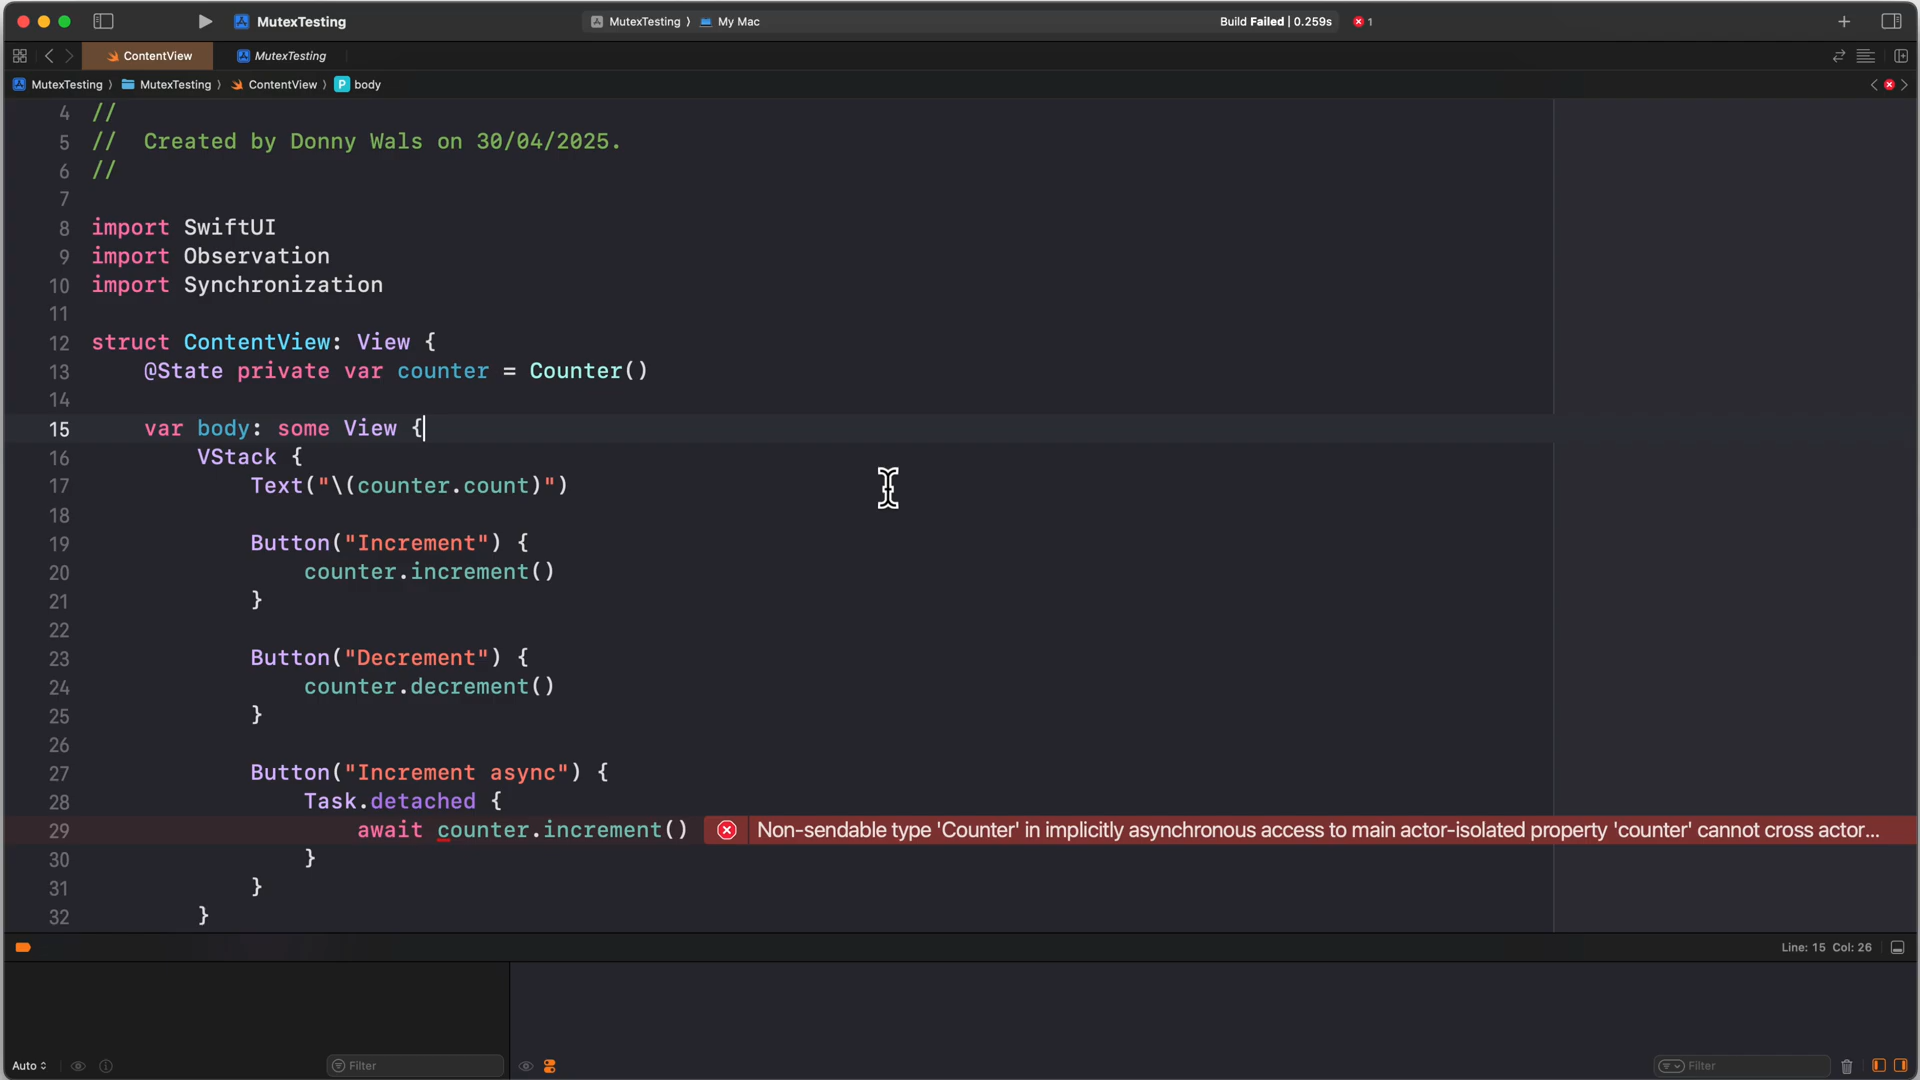 MutexTesting
MutexTesting ⟩ My Mac
Build Failed | 0.259s
1
ContentView
MutexTesting
MutexTesting ⟩ MutexTesting ⟩ ContentView ⟩ P body
4 //
5 //  Created by Donny Wals on 30/04/2025.
6 //
7
8 import SwiftUI
9 import Observation
10 import Synchronization
11
12 struct ContentView: View {
13     @State private var counter = Counter()
14
15     var body: some View {
16         VStack {
17             Text("\(counter.count)")
18
19             Button("Increment") {
20                 counter.increment()
21             }
22
23             Button("Decrement") {
24                 counter.decrement()
25             }
26
27             Button("Increment async") {
28                 Task.detached {
29                     await counter.increment() Non-sendable type 'Counter' in implicitly asynchronous access to main actor-isolated property 'counter' cannot cross actor...
30                 }
31             }
32         }
Line: 15 Col: 26
Auto
Filter
Filter